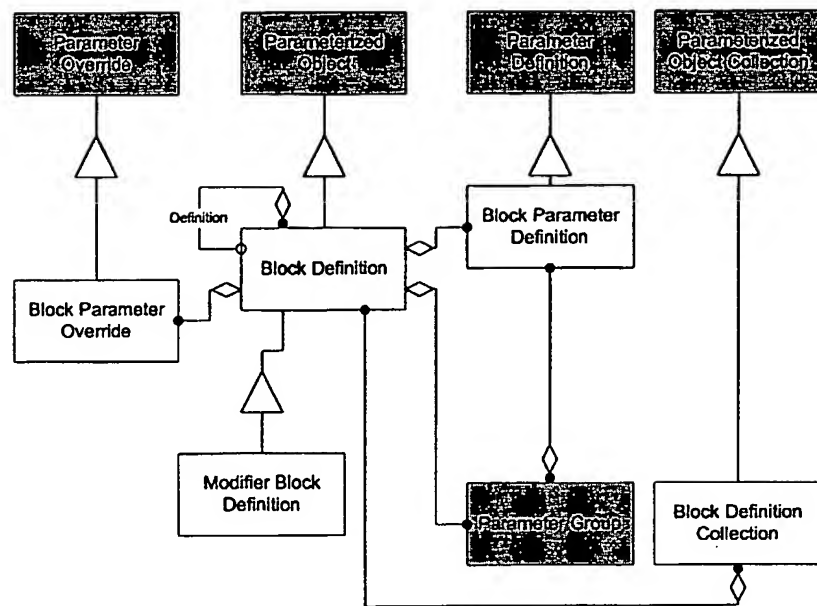 Parameter
Override
Parameterized
Object
Parameter
Definition
Parameterized
Object Collection
Definition
Block Parameter
Definition
Block Definition
Block Parameter
Override
Modifier Block
Definition
Parameter Group
Block Definition
Collection